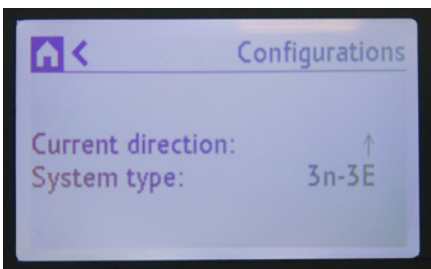 Configurations
Current direction: ↑
System type: 3n-3E